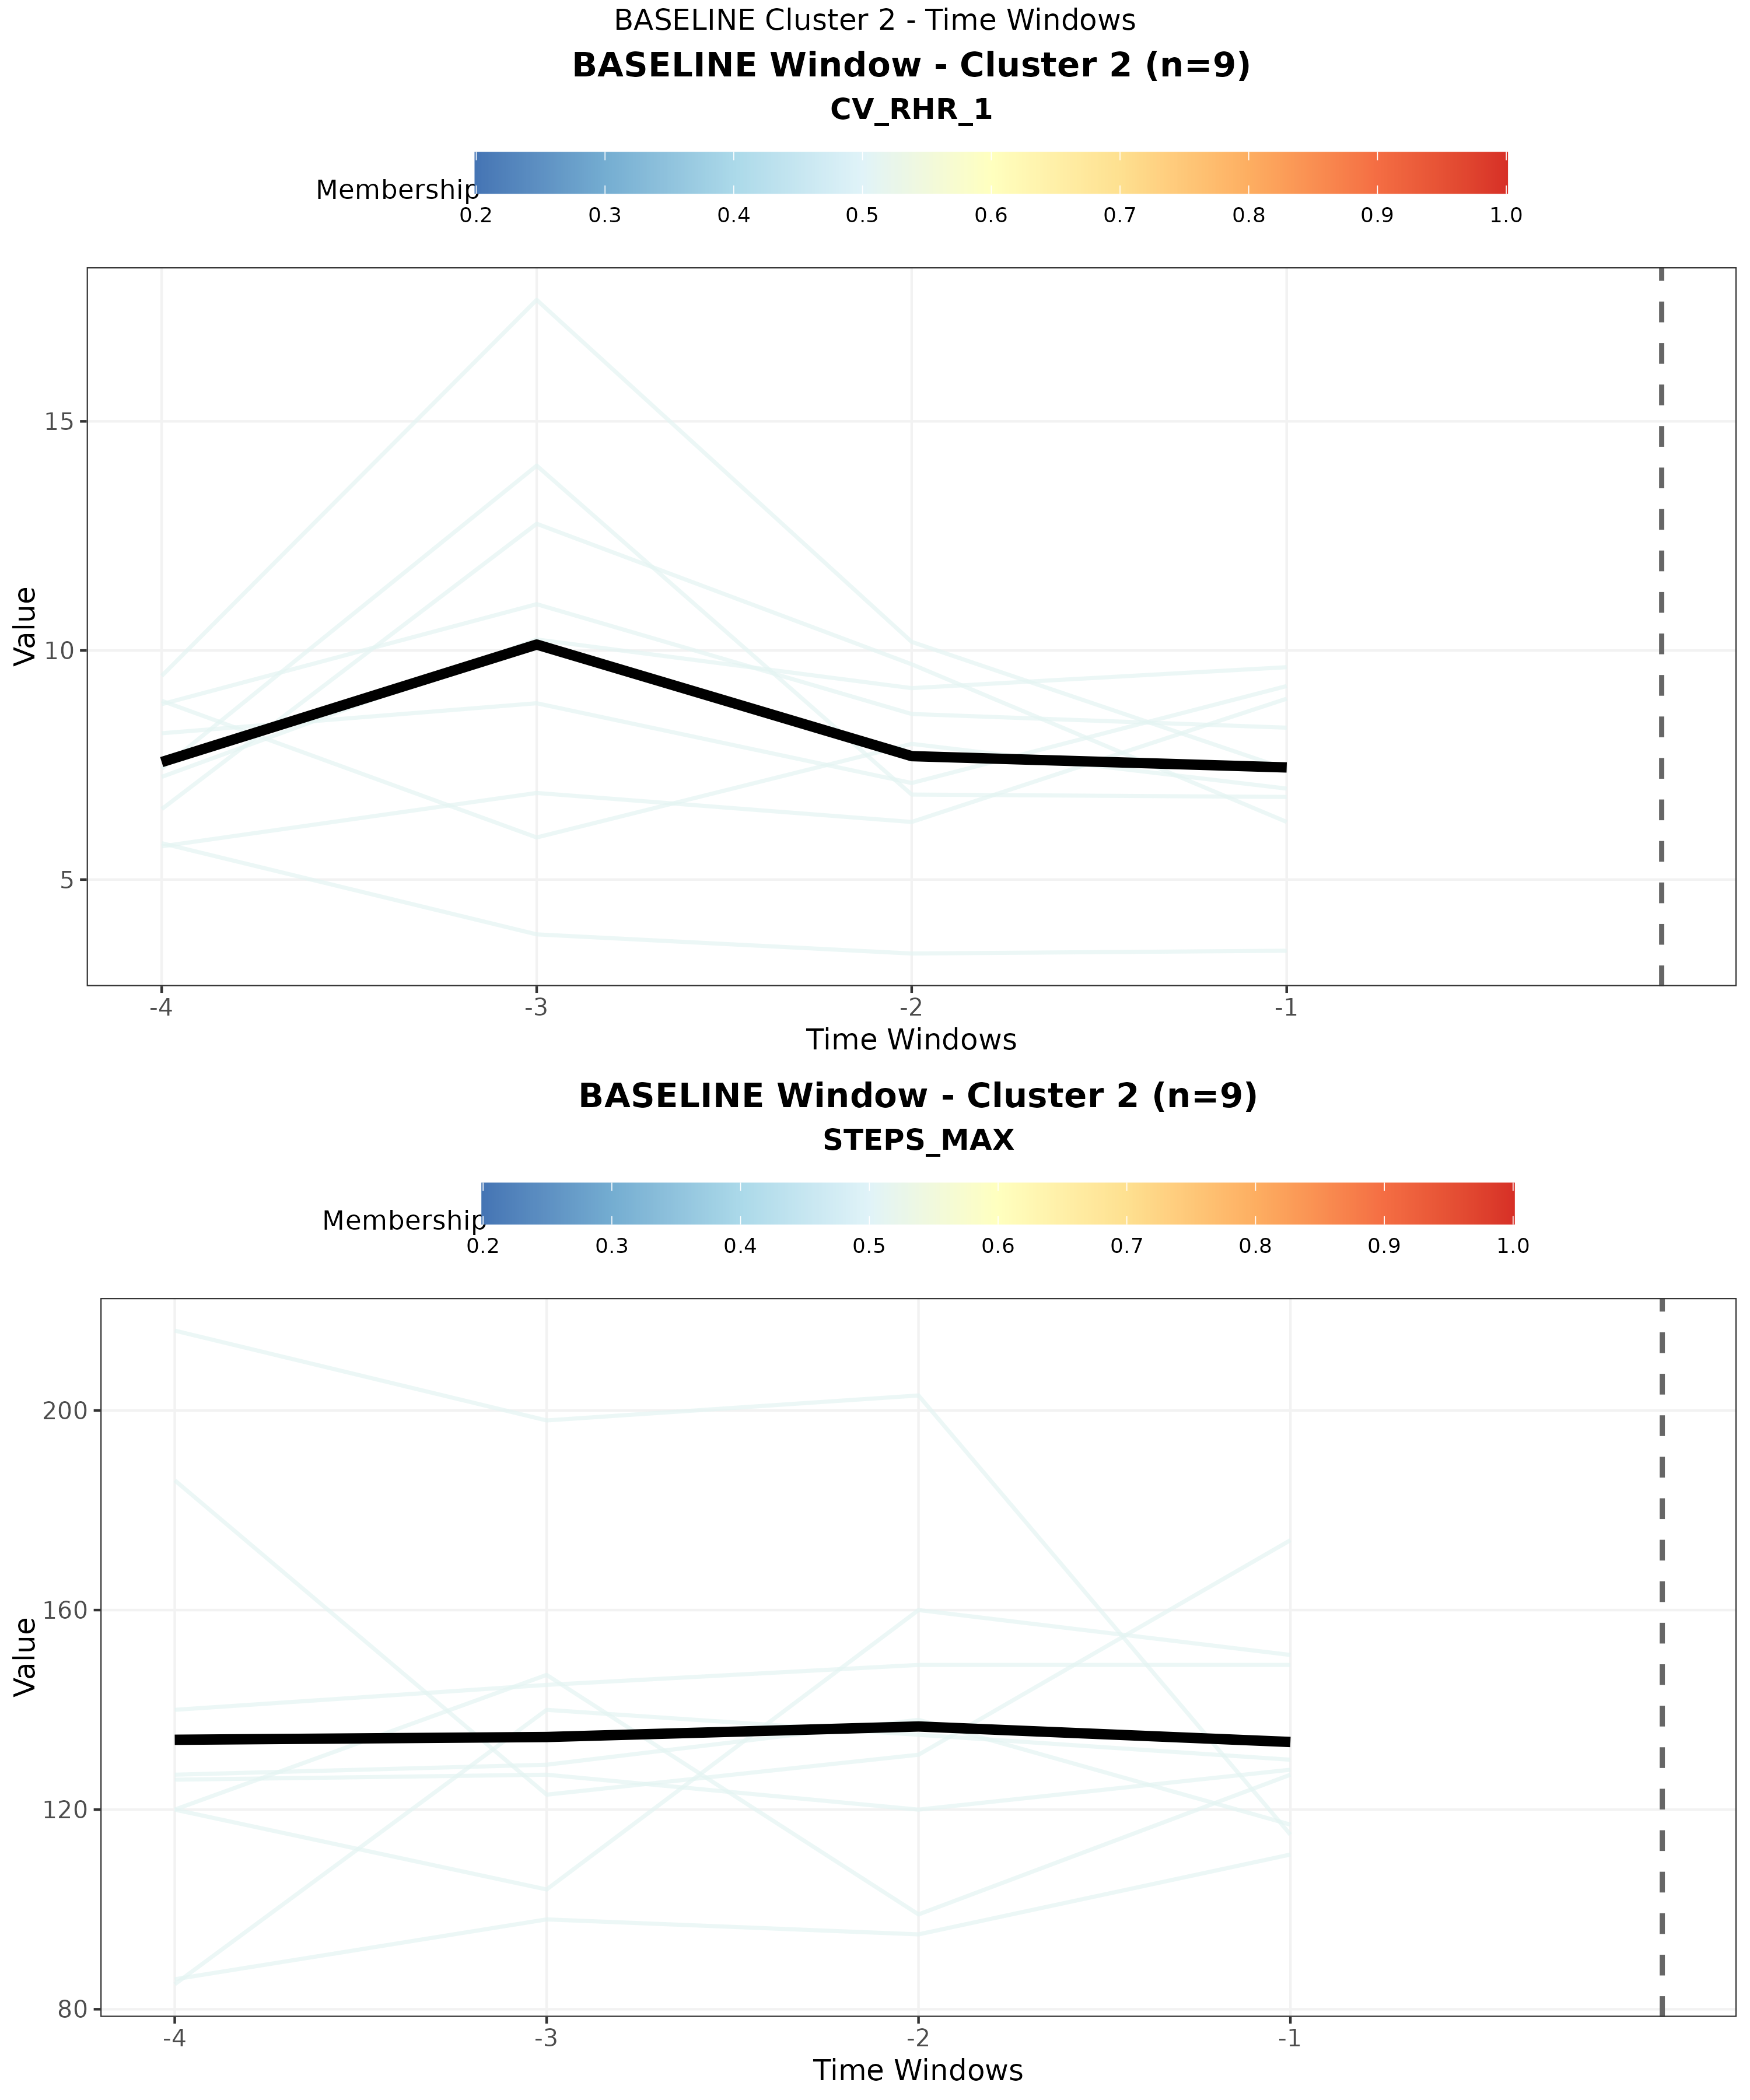 BASELINE Cluster 2 - Time Windows
BASELINE Window - Cluster 2 (n=9)
CV_RHR_1
Membership
0.2 0.3 0.4 0.5 0.6 0.7 0.8 0.9 1.0
Value
15
10
5
-4 -3 -2 -1
Time Windows
BASELINE Window - Cluster 2 (n=9)
STEPS_MAX
Membership
0.2 0.3 0.4 0.5 0.6 0.7 0.8 0.9 1.0
Value
200
160
120
80
-4 -3 -2 -1
Time Windows